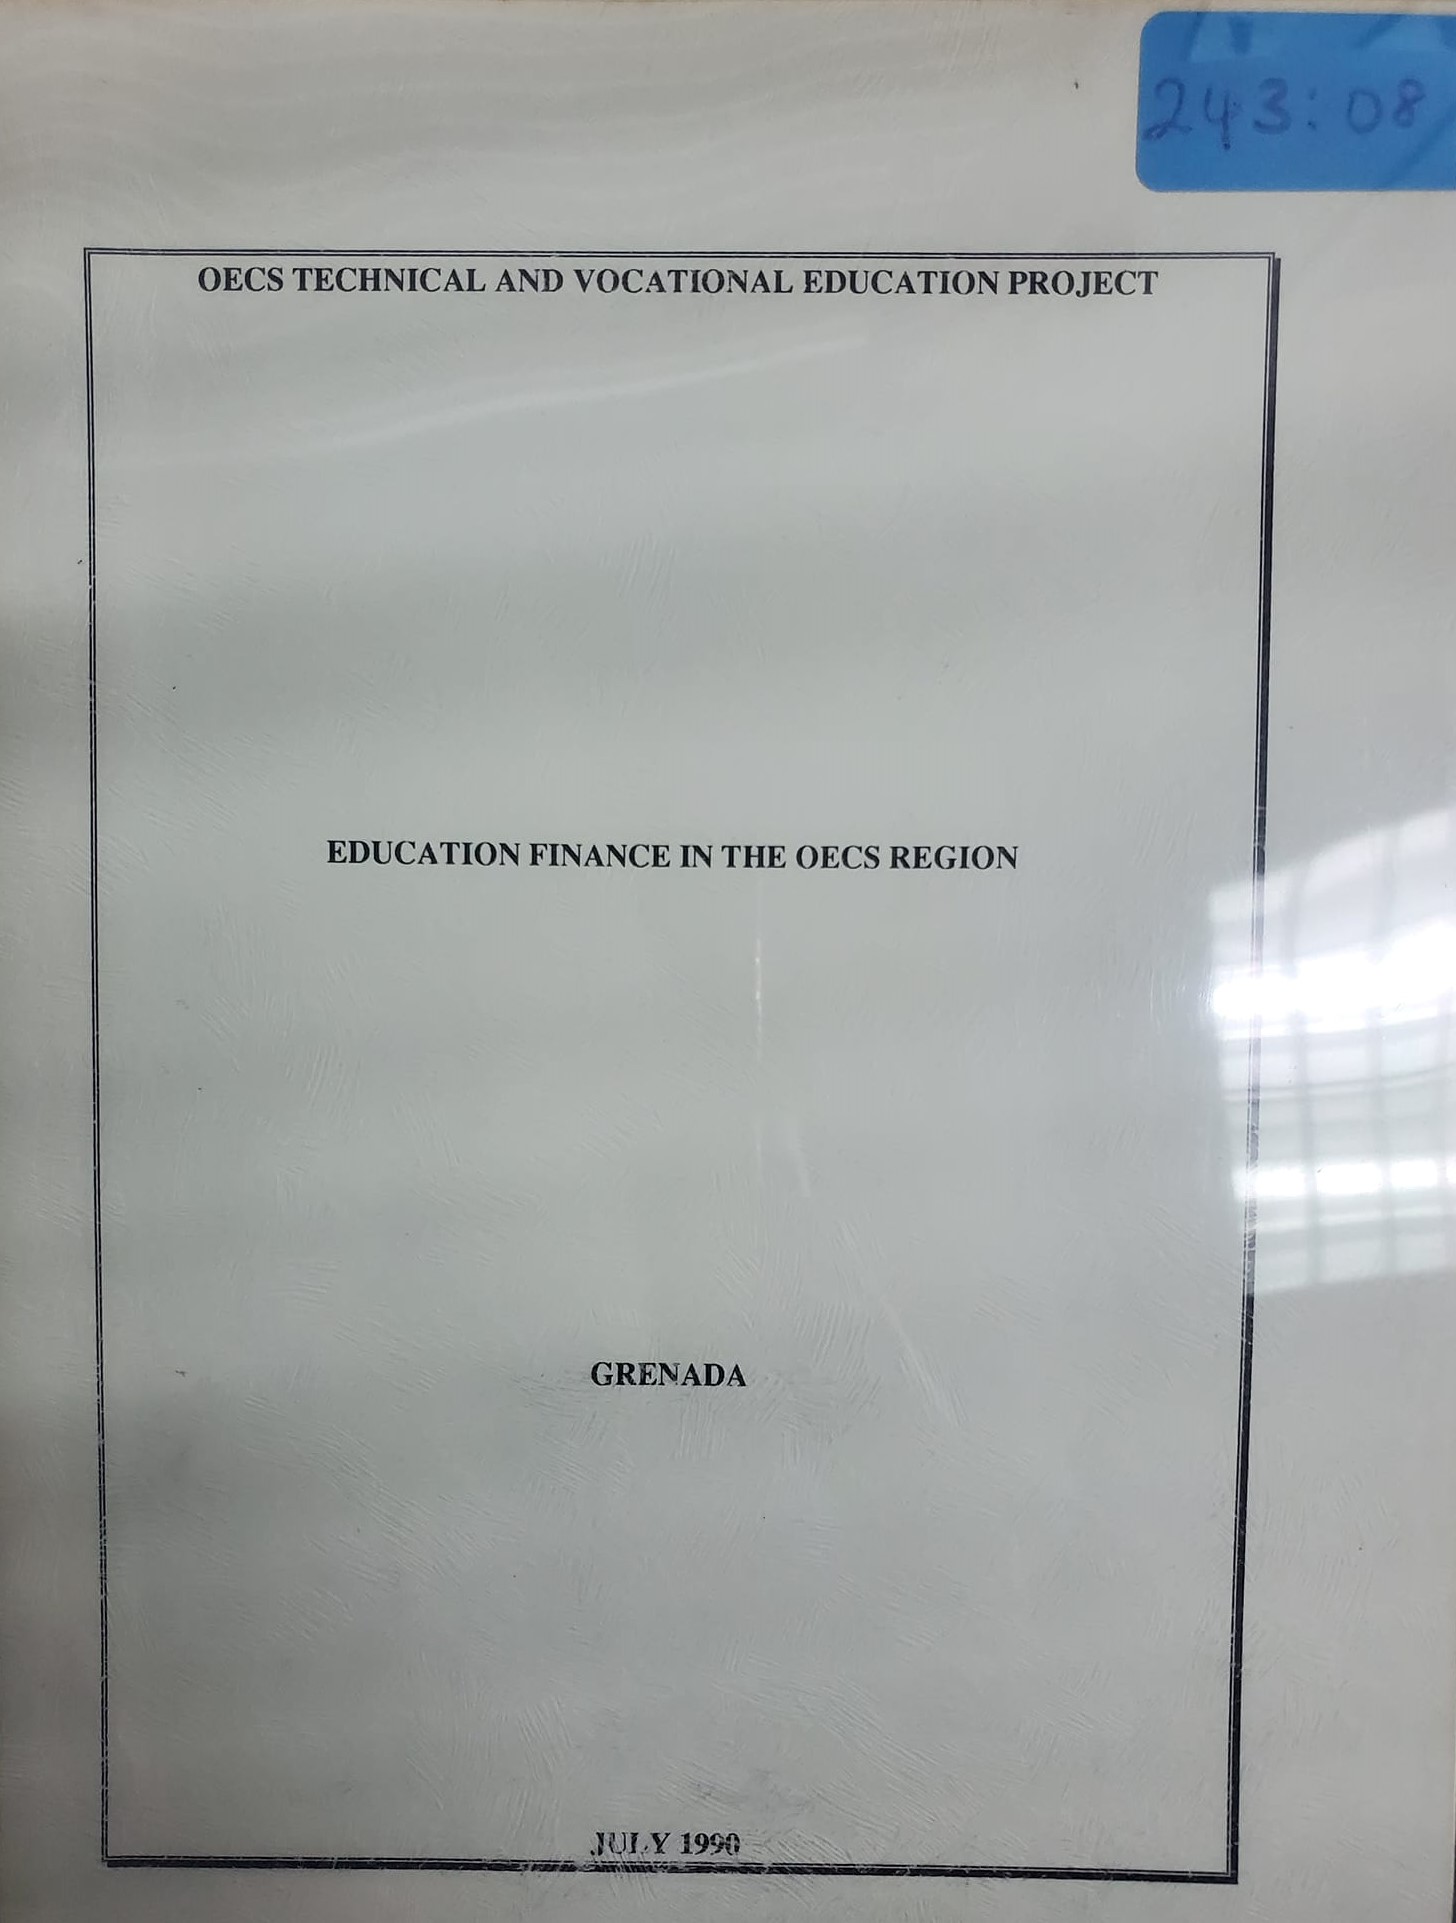 243:08
OECS TECHNICAL AND VOCATIONAL EDUCATION PROJECT
EDUCATION FINANCE IN THE OECS REGION
GRENADA
JULY 1990